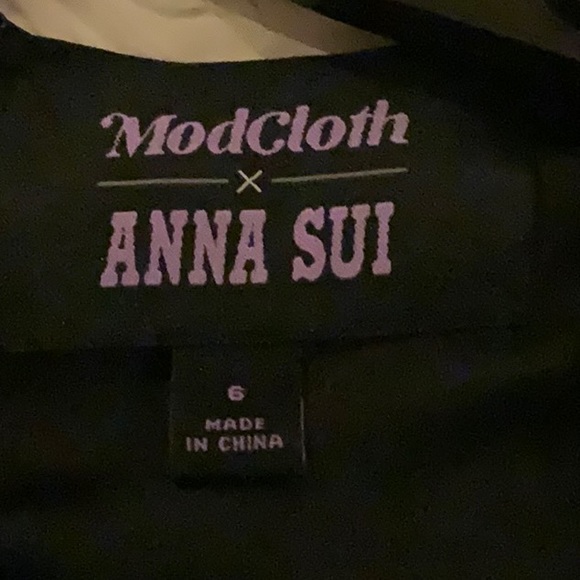 ModCloth
×
ANNA SUI
6
MADE
IN CHINA